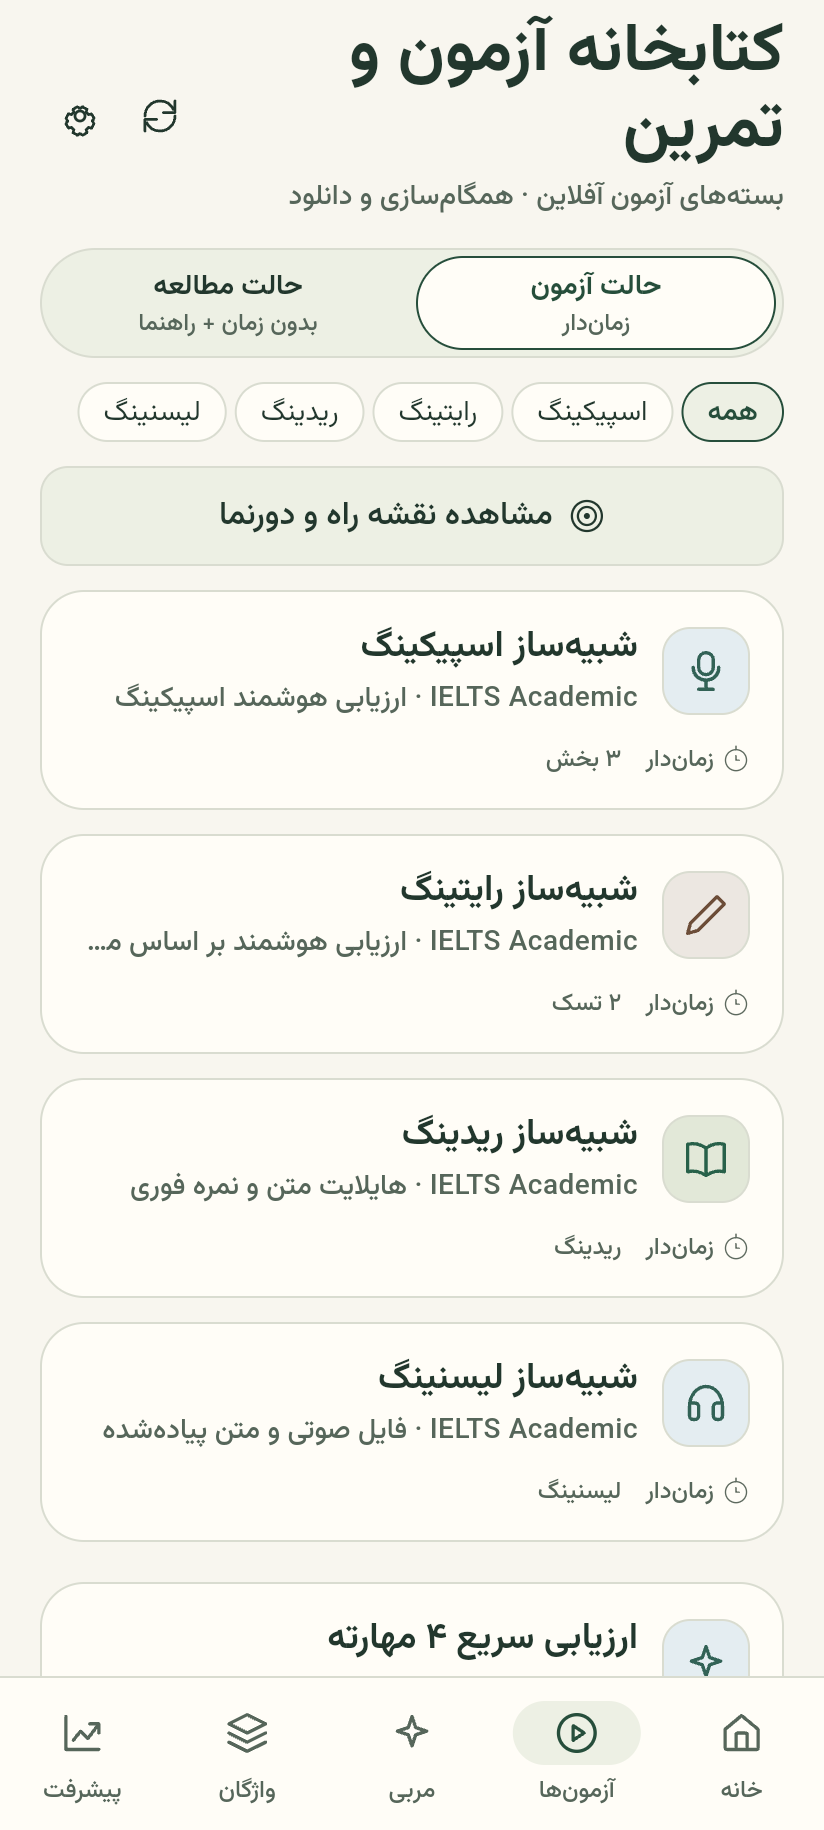 کتابخانه آزمون و
تمرین
بسته‌های آزمون آفلاین · همگام‌سازی و دانلود
حالت آزمون
زمان‌دار
حالت مطالعه
بدون زمان + راهنما
همه
اسپیکینگ
رایتینگ
ریدینگ
لیسنینگ
مشاهده نقشه راه و دورنما
شبیه‌ساز اسپیکینگ
IELTS Academic · ارزیابی هوشمند اسپیکینگ
زمان‌دار
۳ بخش
شبیه‌ساز رایتینگ
IELTS Academic · ارزیابی هوشمند بر اساس م…
زمان‌دار
۲ تسک
شبیه‌ساز ریدینگ
IELTS Academic · هایلایت متن و نمره فوری
زمان‌دار
ریدینگ
شبیه‌ساز لیسنینگ
IELTS Academic · فایل صوتی و متن پیاده‌شده
زمان‌دار
لیسنینگ
ارزیابی سریع ۴ مهارته
خانه
آزمون‌ها
مربی
واژگان
پیشرفت